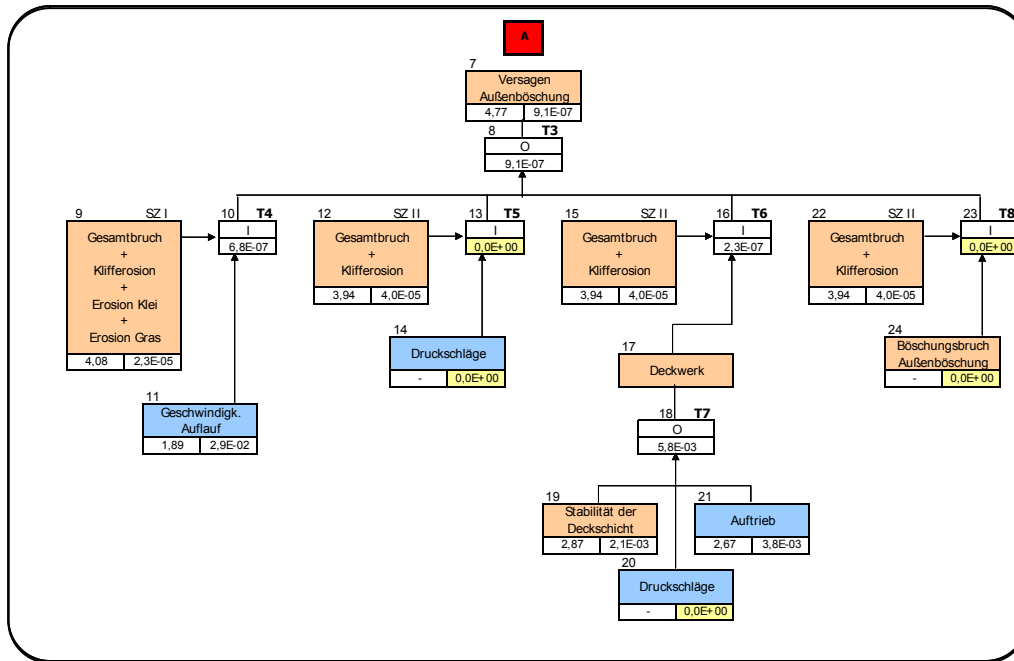 A
7
Versagen
Außenböschung
4,77 9,1E-07
8 T3
O
9,1E-07
9 SZ I
Gesamtbruch
+
Klifferosion
+
Erosion Klei
+
Erosion Gras
4,08 2,3E-05
10 T4
I
6,8E-07
11
Geschwindigk.
Auflauf
1,89 2,9E-02
12 SZ II
Gesamtbruch
+
Klifferosion
3,94 4,0E-05
13 T5
I
0,0E+00
14
Druckschläge
- 0,0E+00
15 SZ II
Gesamtbruch
+
Klifferosion
3,94 4,0E-05
16 T6
I
2,3E-07
17
Deckwerk
18 T7
O
5,8E-03
19
Stabilität der
Deckschicht
2,87 2,1E-03
20
Druckschläge
- 0,0E+00
21
Auftrieb
2,67 3,8E-03
22 SZ II
Gesamtbruch
+
Klifferosion
3,94 4,0E-05
23 T8
I
0,0E+00
24
Böschungsbruch
Außenböschung
- 0,0E+00